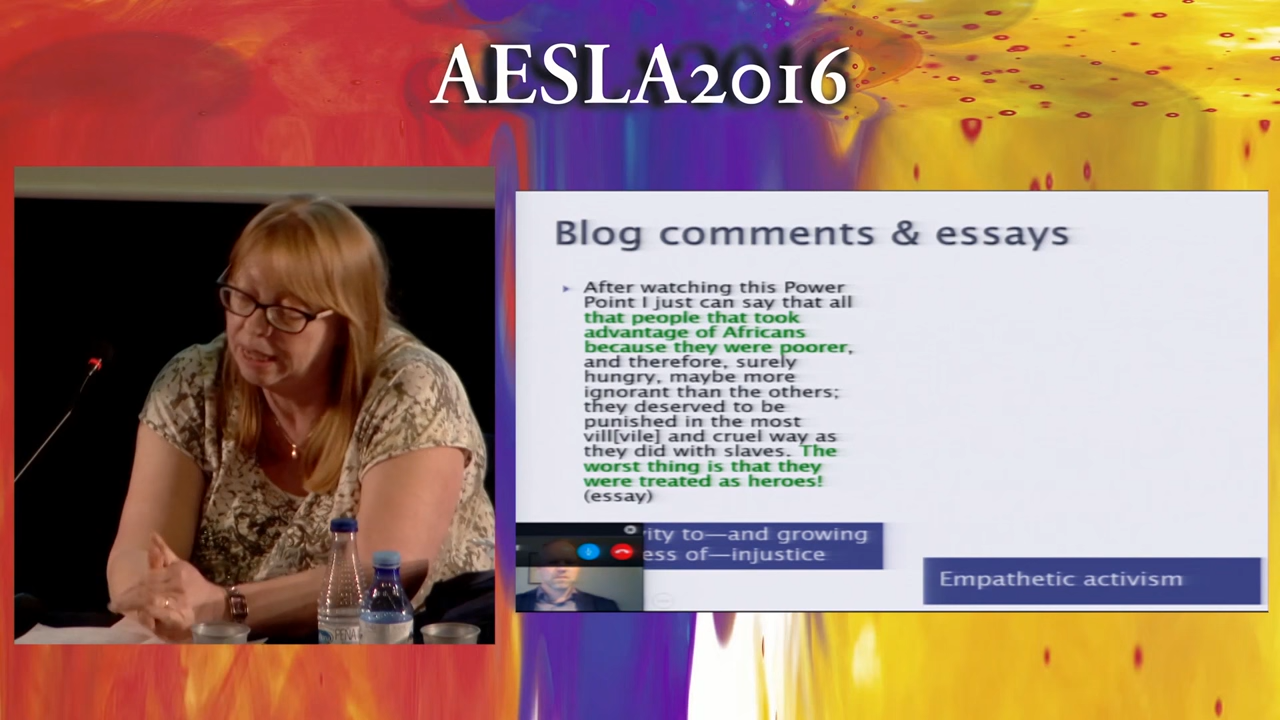 AESLA2016
Blog comments & essays
After watching this Power
Point I just can say that all
that people that took
advantage of Africans
because they were poorer,
and therefore, surely
hungry, maybe more
ignorant than the others;
they deserved to be
punished in the most
vill[vile] and cruel way as
they did with slaves. The
worst thing is that they
were treated as heroes!
(essay)
ity to—and growing
ess of—injustice
Empathetic activism